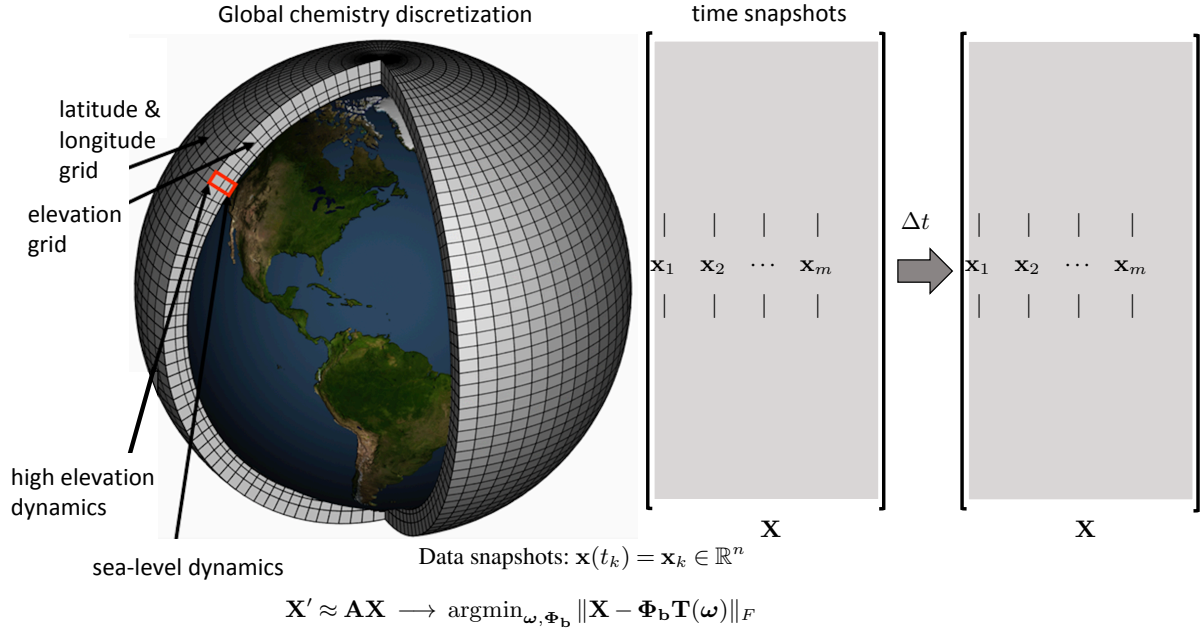 Global chemistry discretization
time snapshots
latitude &
longitude
grid
elevation
grid
high elevation
dynamics
sea-level dynamics
| | | |
𝐱₁ 𝐱₂ ⋯ 𝐱ₘ
| | | |
𝐗
Δt
| | | |
𝐱₁ 𝐱₂ ⋯ 𝐱ₘ
| | | |
𝐗
Data snapshots: 𝐱(tₖ) = 𝐱ₖ ∈ ℝⁿ
𝐗′ ≈ 𝐀𝐗 ⟶ argmin_{𝛚,𝚽_𝐛} ‖𝐗 − 𝚽_𝐛𝐓(𝛚)‖_F